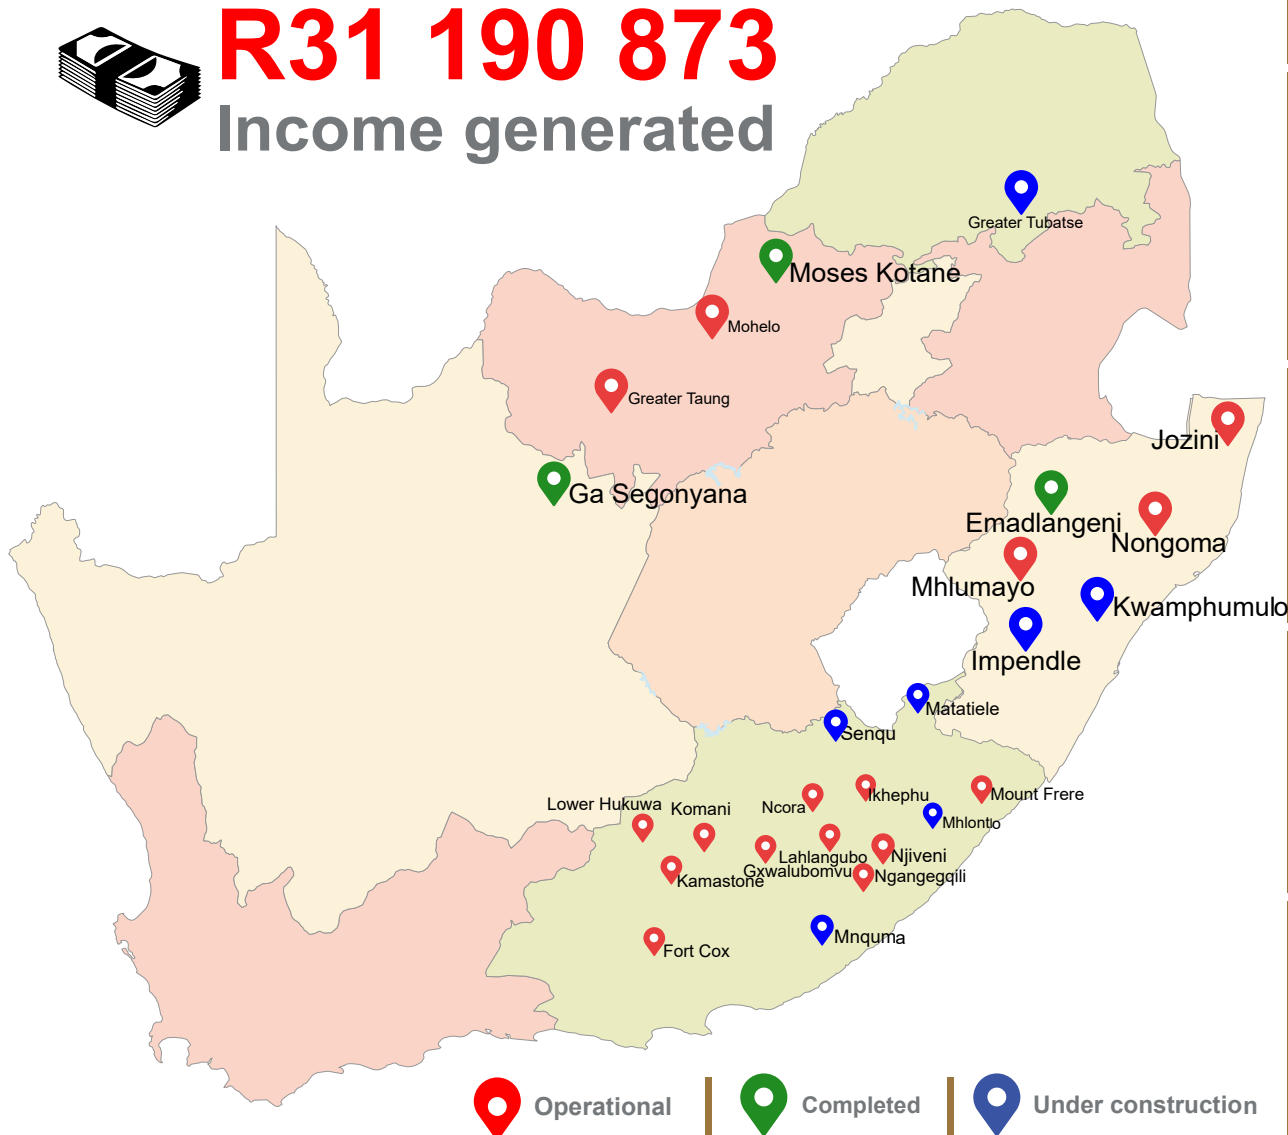 R31 190 873
Income generated
Greater Tubatse
Moses Kotane
Mohelo
Greater Taung
Jozini
Ga Segonyana
Emadlangeni
Nongoma
Mhlumayo
Kwamphumulo
Impendle
Matatiele
Senqu
Ikhephu
Mount Frere
Lower Hukuwa
Komani
Ncora
Mhlontlo
Lahlangubo
Njiveni
Gxwalubomvu
Ngangegqili
Kamastone
Mnquma
Fort Cox
Operational
Completed
Under construction